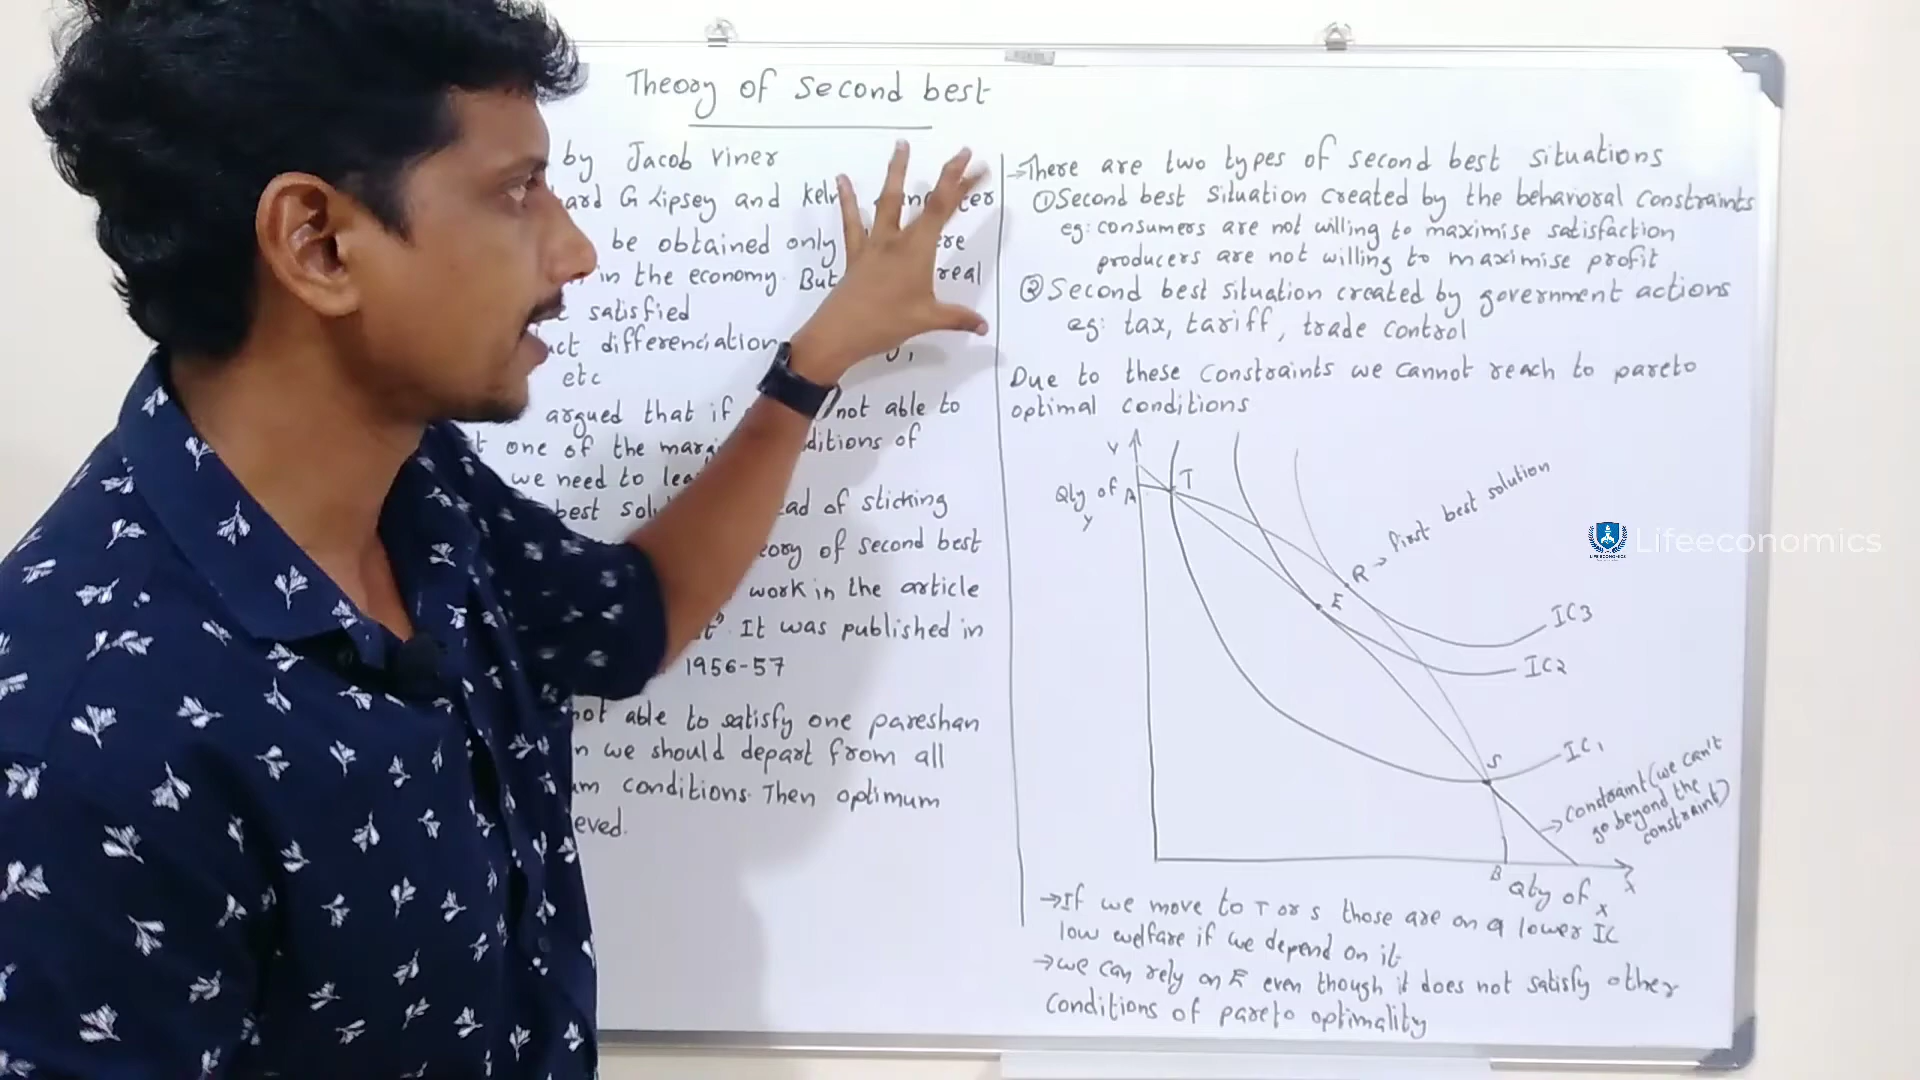 Theory of second best
by Jacob viner
ard G Lipsey and
be obtained only
in the economy. But real
satisfied
uct differenciation
etc
argued that if not able to
one of the
we need to
best of sticking
eory of second best
work in the article
It was published in
1956-57
not able to satisfy one pareshan
n we should depart from all
um conditions. Then optimum
eved.
→There are two types of second best situations
①Second best situation created by the behavioral constraints
eg: consumers are not willing to maximise satisfaction
producers are not willing to maximise profit
②Second best situation created by government actions
eg: tax, tariff, trade control
Due to these constraints we cannot reach to pareto
optimal conditions
Y
Qty of
Y
A
T
R → First best solution
E
IC3
IC2
S
IC1
→ constraint (we can't
go beyond the
constraint)
B
Qty of X
X
→If we move to T or S those are on a lower IC
low welfare if we depend on it
→we can rely on E even though it does not satisfy other
conditions of pareto optimality
Lifeeconomics